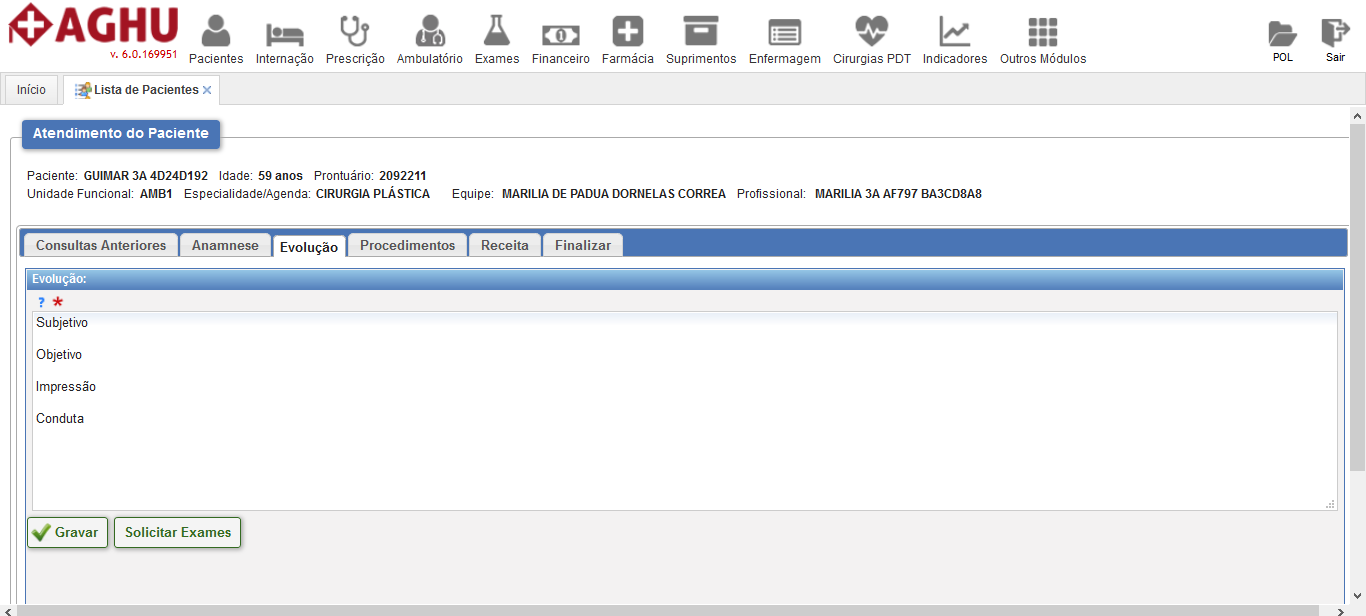 AGHU
v. 6.0.169951
Pacientes Internação Prescrição Ambulatório Exames Financeiro Farmácia Suprimentos Enfermagem Cirurgias PDT Indicadores Outros Módulos POL Sair
Início Lista de Pacientes
Atendimento do Paciente
Paciente: GUIMAR 3A 4D24D192 Idade: 59 anos Prontuário: 2092211
Unidade Funcional: AMB1 Especialidade/Agenda: CIRURGIA PLÁSTICA Equipe: MARILIA DE PADUA DORNELAS CORREA Profissional: MARILIA 3A AF797 BA3CD8A8
Consultas Anteriores Anamnese Evolução Procedimentos Receita Finalizar
Evolução:
? *
Subjetivo
Objetivo
Impressão
Conduta
Gravar Solicitar Exames